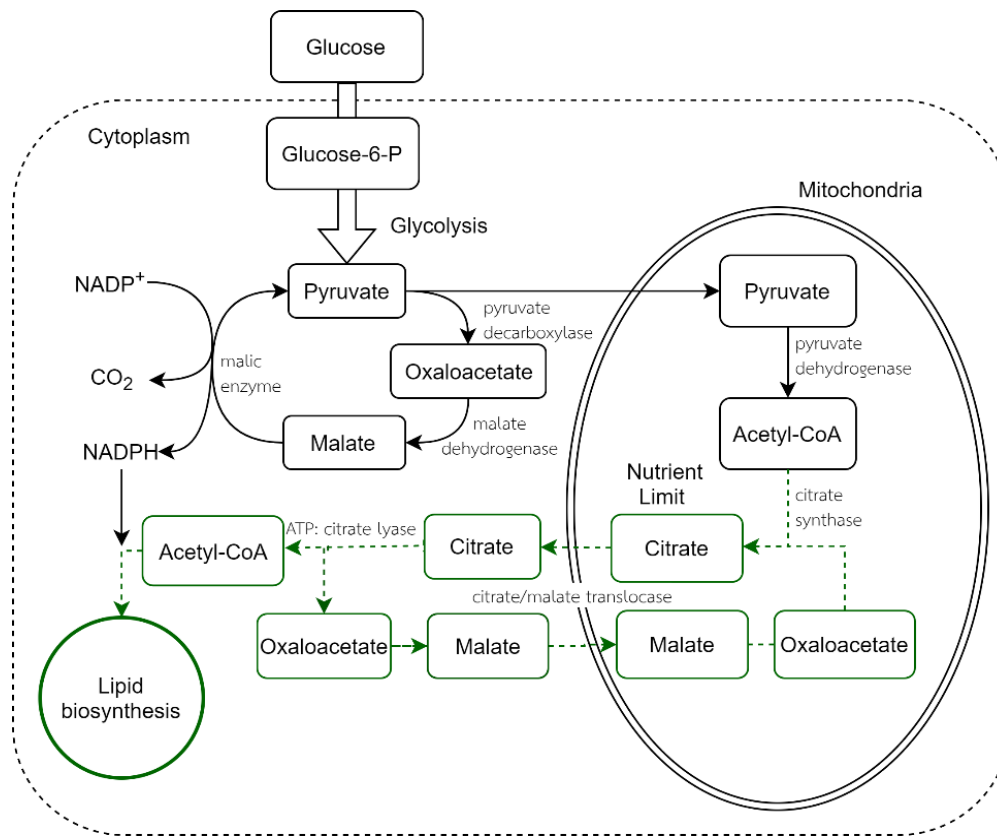 Glucose
Cytoplasm
Glucose-6-P
Mitochondria
Glycolysis
NADP+
Pyruvate
Pyruvate
pyruvate
decarboxylase
pyruvate
dehydrogenase
CO2
malic
enzyme
Oxaloacetate
Malate
malate
dehydrogenase
Acetyl-CoA
NADPH
Nutrient
Limit
citrate
synthase
ATP: citrate lyase
Acetyl-CoA
Citrate
Citrate
citrate/malate translocase
Oxaloacetate
Malate
Malate
Oxaloacetate
Lipid
biosynthesis